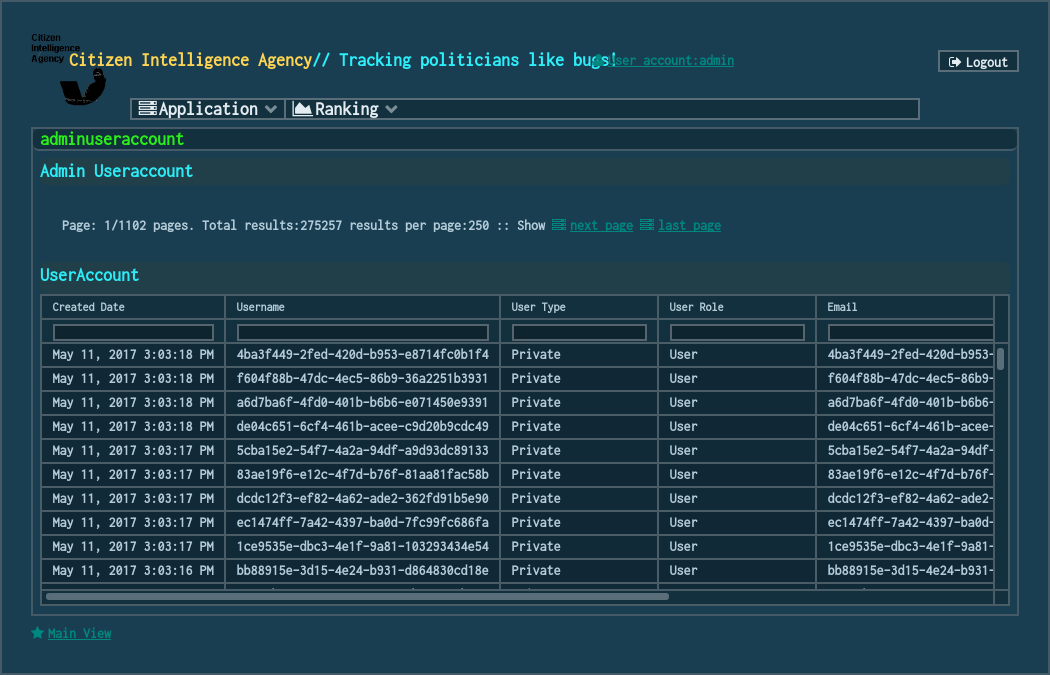 Citizen
Intelligence
Agency
Citizen Intelligence Agency// Tracking politicians like bugs!
User account:admin
Logout
Application Ranking
adminuseraccount
Admin Useraccount
Page: 1/1102 pages. Total results:275257 results per page:250 :: Show next page last page
UserAccount
Created Date Username User Type User Role Email
May 11, 2017 3:03:18 PM 4ba3f449-2fed-420d-b953-e8714fc0b1f4 Private User 4ba3f449-2fed-420d-b953-
May 11, 2017 3:03:18 PM f604f88b-47dc-4ec5-86b9-36a2251b3931 Private User f604f88b-47dc-4ec5-86b9-
May 11, 2017 3:03:18 PM a6d7ba6f-4fd0-401b-b6b6-e071450e9391 Private User a6d7ba6f-4fd0-401b-b6b6-
May 11, 2017 3:03:18 PM de04c651-6cf4-461b-acee-c9d20b9cdc49 Private User de04c651-6cf4-461b-acee-
May 11, 2017 3:03:17 PM 5cba15e2-54f7-4a2a-94df-a9d93dc89133 Private User 5cba15e2-54f7-4a2a-94df-
May 11, 2017 3:03:17 PM 83ae19f6-e12c-4f7d-b76f-81aa81fac58b Private User 83ae19f6-e12c-4f7d-b76f-
May 11, 2017 3:03:17 PM dcdc12f3-ef82-4a62-ade2-362fd91b5e90 Private User dcdc12f3-ef82-4a62-ade2-
May 11, 2017 3:03:17 PM ec1474ff-7a42-4397-ba0d-7fc99fc686fa Private User ec1474ff-7a42-4397-ba0d-
May 11, 2017 3:03:17 PM 1ce9535e-dbc3-4e1f-9a81-103293434e54 Private User 1ce9535e-dbc3-4e1f-9a81-
May 11, 2017 3:03:16 PM bb88915e-3d15-4e24-b931-d864830cd18e Private User bb88915e-3d15-4e24-b931-
Main View